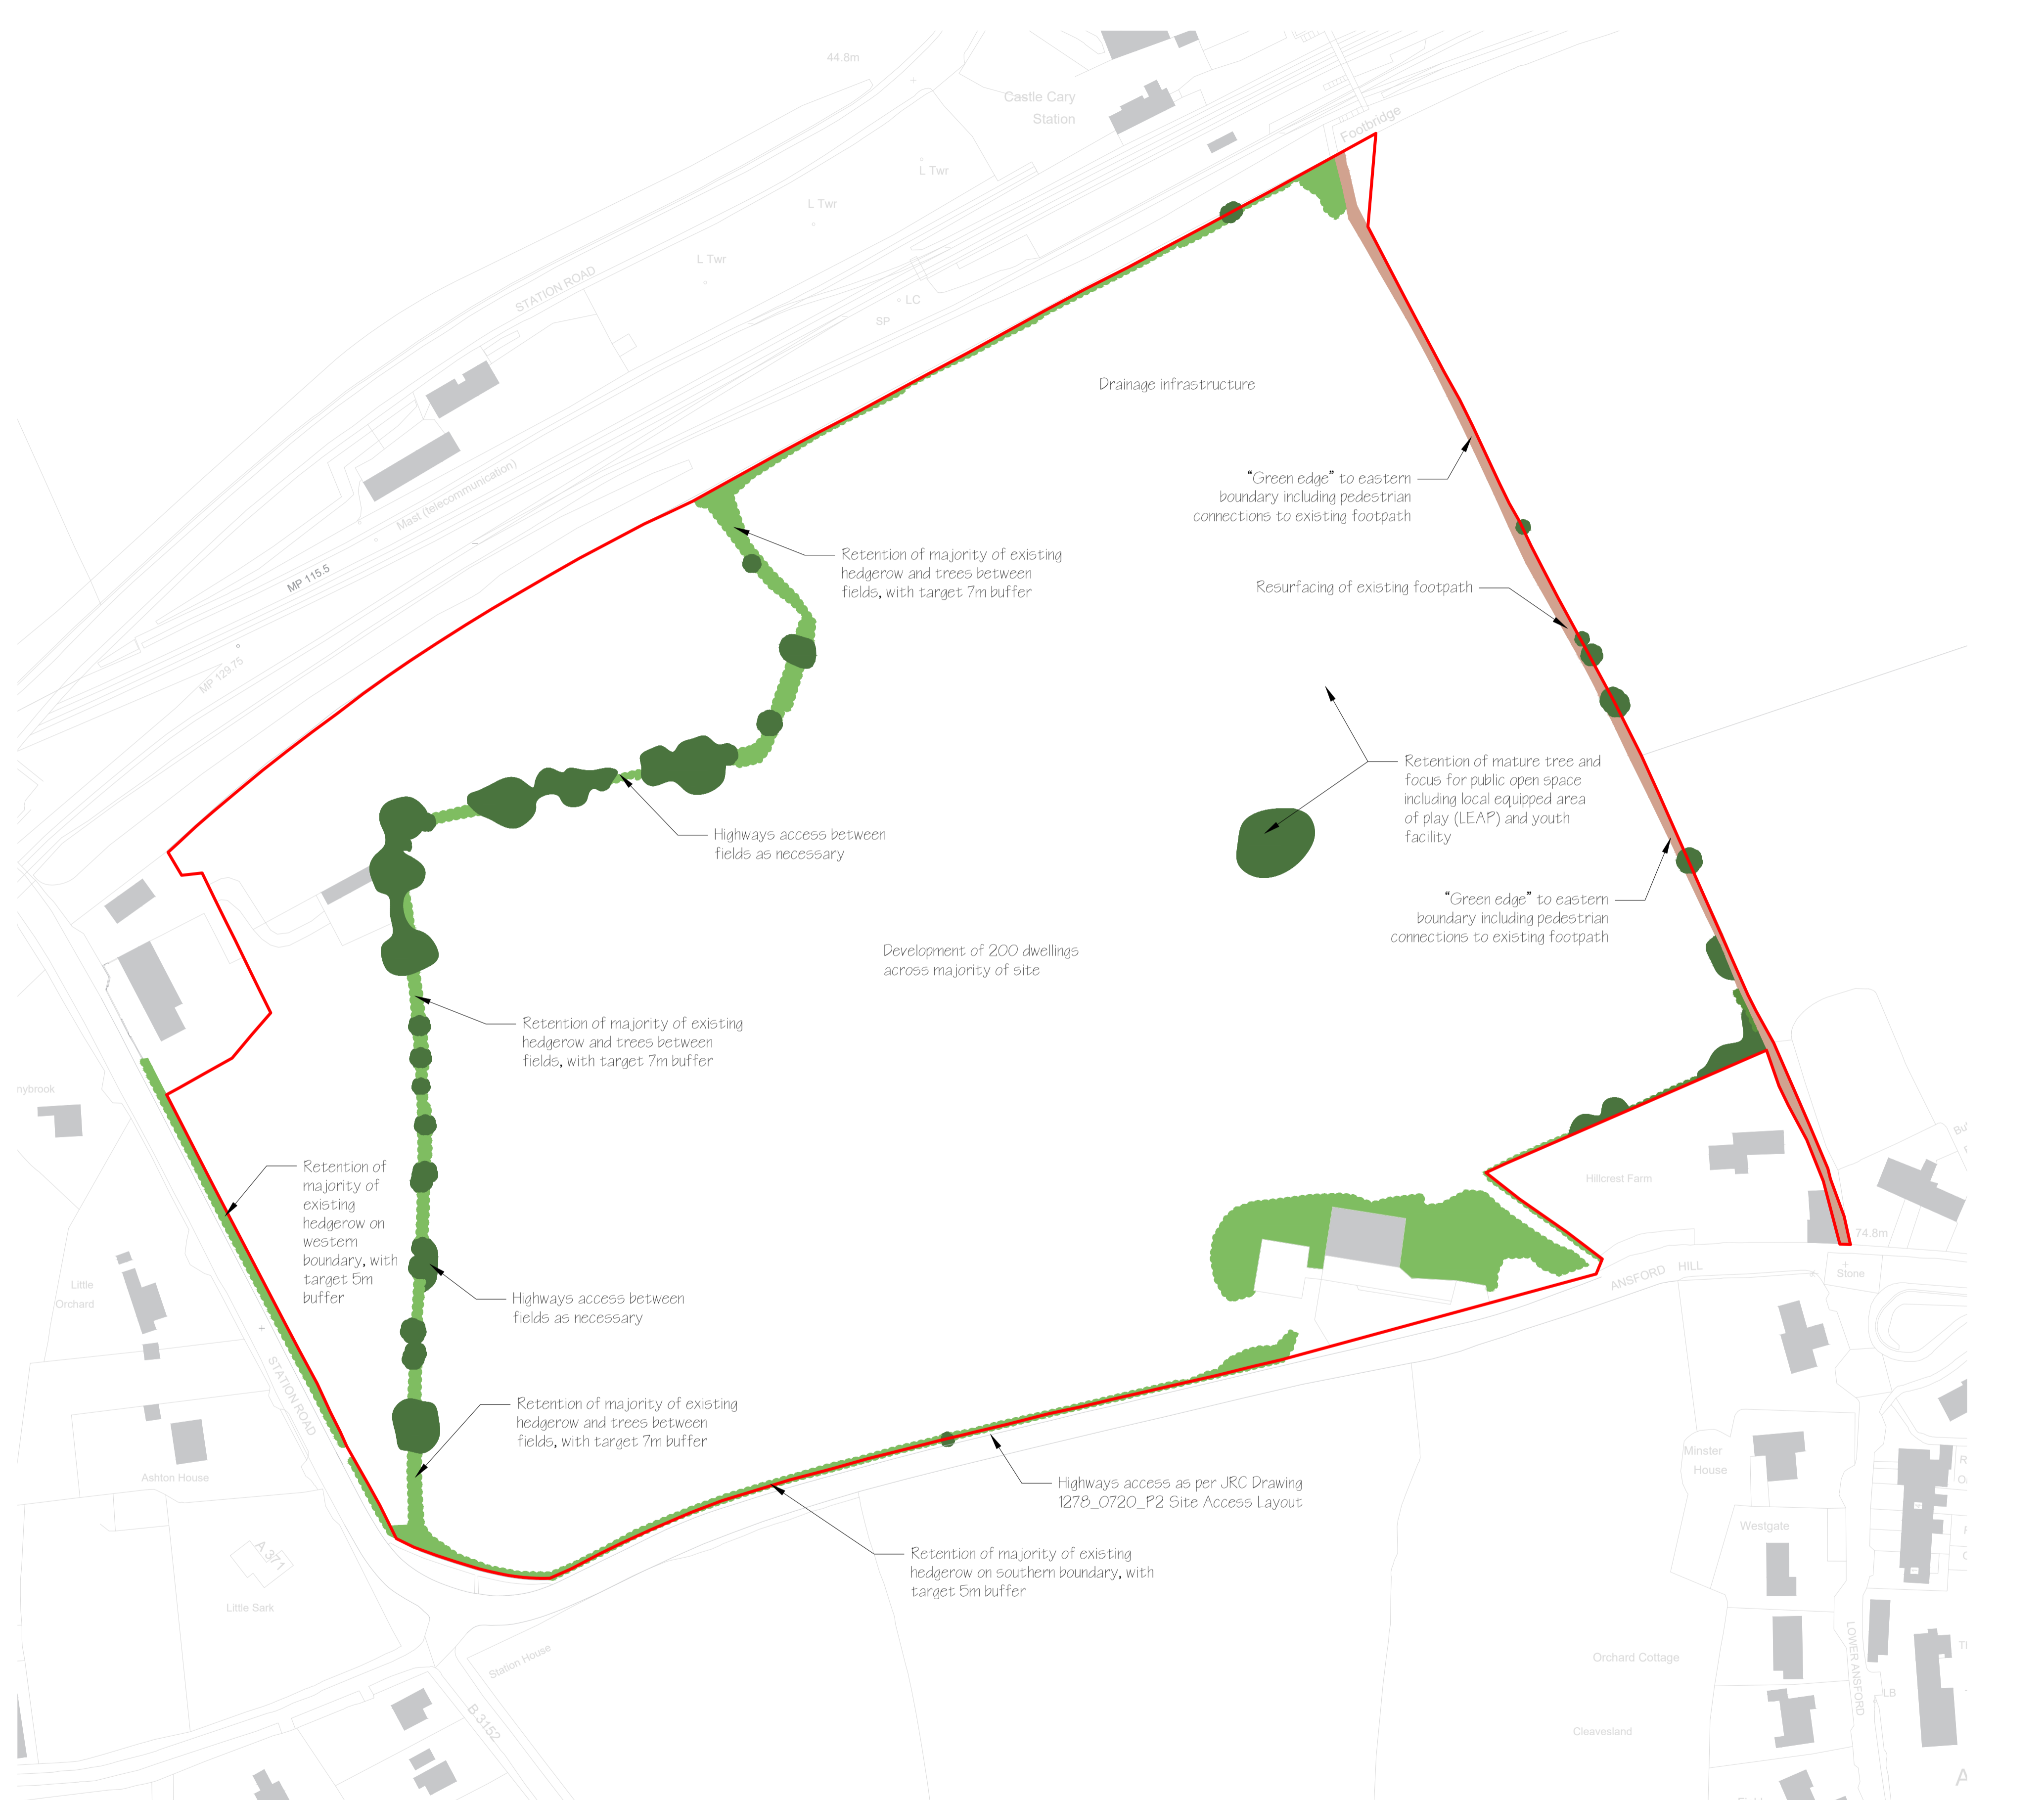 44.8m
Castle Cary
Station
Footbridge
L Twr
L Twr
L Twr
STATION ROAD
LC
SP
Mast (telecommunication)
MP 115.5
MP 129.75
Drainage infrastructure
“Green edge” to eastern
boundary including pedestrian
connections to existing footpath
Retention of majority of existing
hedgerow and trees between
fields, with target 7m buffer
Resurfacing of existing footpath
Retention of mature tree and
focus for public open space
including local equipped area
of play (LEAP) and youth
facility
Highways access between
fields as necessary
“Green edge” to eastern
boundary including pedestrian
connections to existing footpath
Development of 200 dwellings
across majority of site
Retention of majority of existing
hedgerow and trees between
fields, with target 7m buffer
nybrook
Bu
Retention of
majority of
existing
hedgerow on
western
boundary, with
target 5m
buffer
Hillcrest Farm
74.8m
Stone
ANSFORD HILL
Little
Orchard
Highways access between
fields as necessary
STATION ROAD
Retention of majority of existing
hedgerow and trees between
fields, with target 7m buffer
Ashton House
Minster
House
Highways access as per JRC Drawing
1278_0720_P2 Site Access Layout
Westgate
A 371
Retention of majority of existing
hedgerow on southern boundary, with
target 5m buffer
Little Sark
Station House
Orchard Cottage
LOWER ANSFORD
LB
B 3152
Cleavesland
A